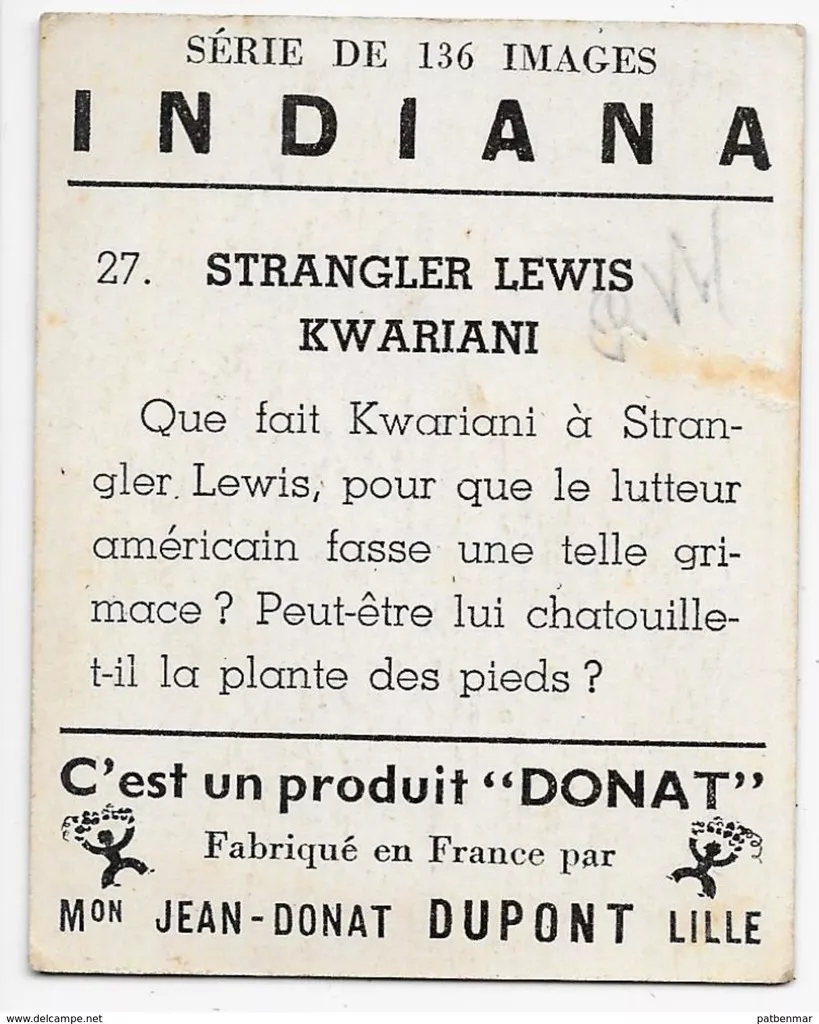 SÉRIE DE 136 IMAGES
INDIANA
27. STRANGLER LEWIS
KWARIANI
Que fait Kwariani à Stran-
gler Lewis, pour que le lutteur
américain fasse une telle gri-
mace ? Peut-être lui chatouille-
t-il la plante des pieds ?
C'est un produit “DONAT”
Fabriqué en France par
MON JEAN-DONAT DUPONT LILLE
www.delcampe.net
patbenmar